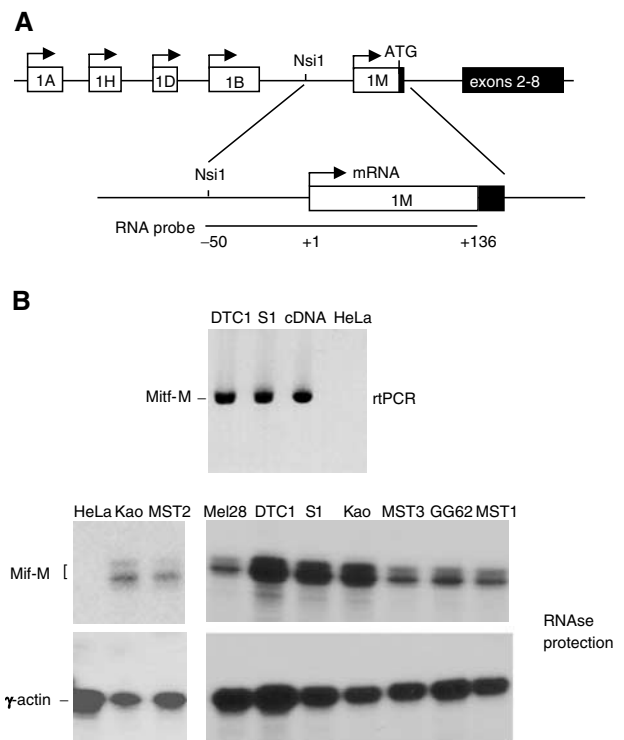 A
Nsi1 ATG
1A 1H 1D 1B 1M exons 2-8
Nsi1 mRNA
1M
RNA probe
–50 +1 +136
B
DTC1 S1 cDNA HeLa
Mitf-M – rtPCR
HeLa Kao MST2 Mel28 DTC1 S1 Kao MST3 GG62 MST1
Mif-M [
RNAse
protection
γ-actin –